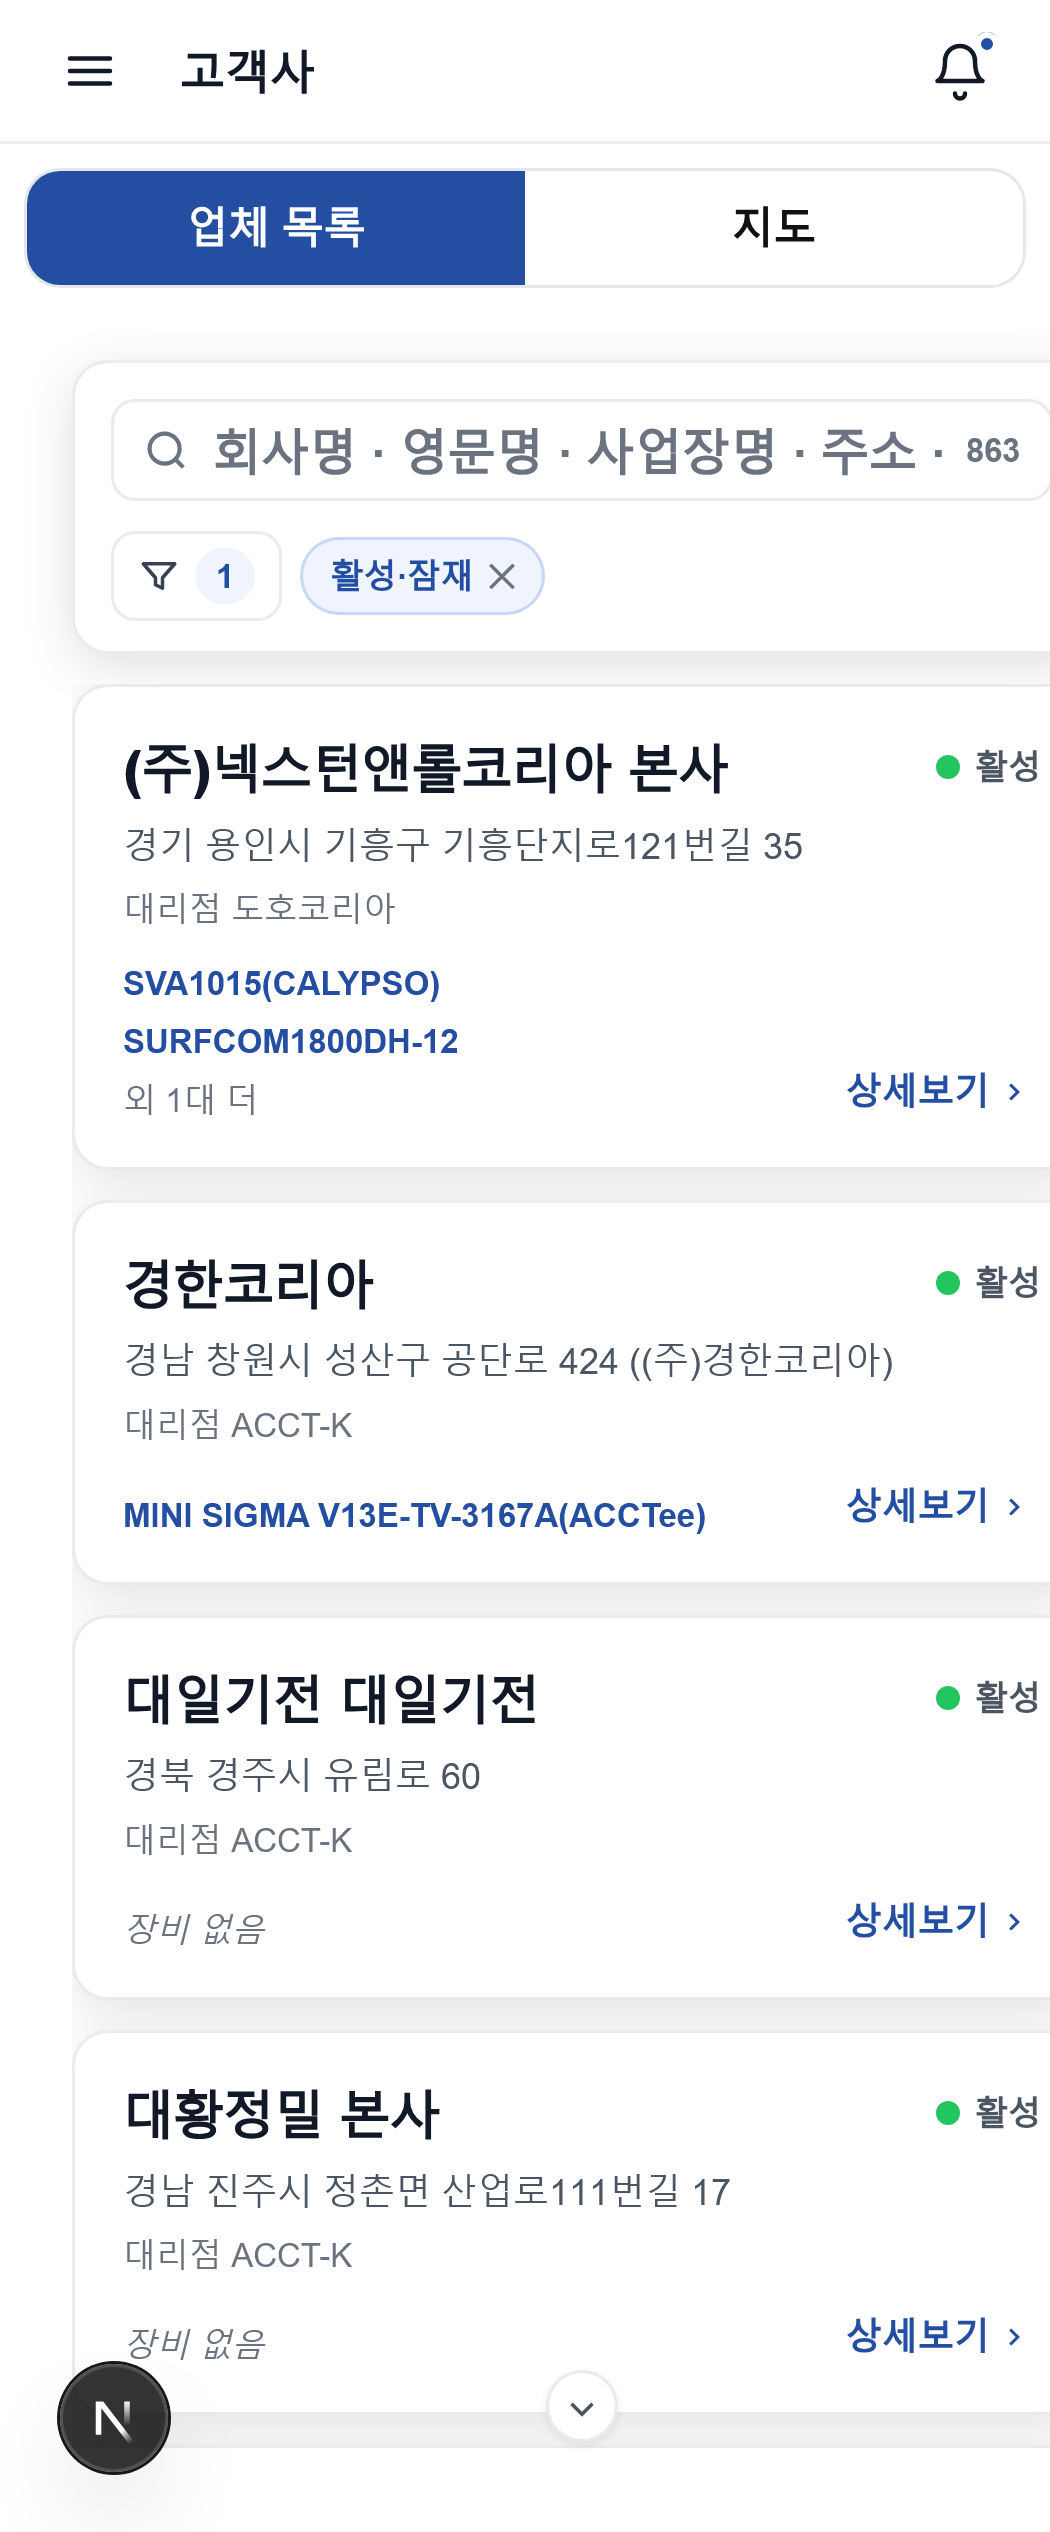 고객사
업체 목록
지도
회사명 · 영문명 · 사업장명 · 주소 · 863
1
활성·잠재
(주)넥스턴앤롤코리아 본사
활성
경기 용인시 기흥구 기흥단지로121번길 35
대리점 도호코리아
SVA1015(CALYPSO)
SURFCOM1800DH-12
외 1대 더
상세보기
경한코리아
활성
경남 창원시 성산구 공단로 424 ((주)경한코리아)
대리점 ACCT-K
MINI SIGMA V13E-TV-3167A(ACCTee)
상세보기
대일기전 대일기전
활성
경북 경주시 유림로 60
대리점 ACCT-K
장비 없음
상세보기
대황정밀 본사
활성
경남 진주시 정촌면 산업로111번길 17
대리점 ACCT-K
장비 없음
상세보기
N